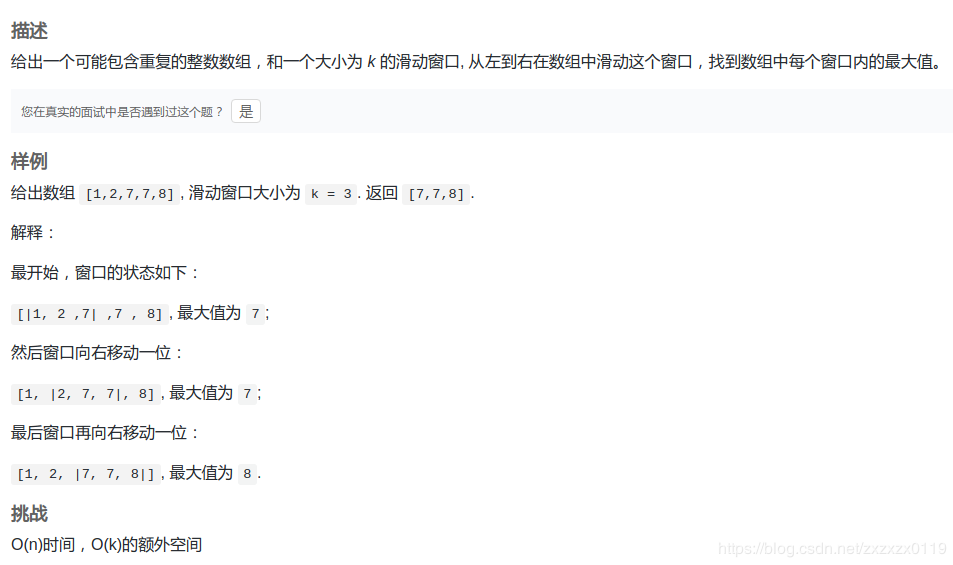 描述
给出一个可能包含重复的整数数组，和一个大小为 k 的滑动窗口, 从左到右在数组中滑动这个窗口，找到数组中每个窗口内的最大值。
您在真实的面试中是否遇到过这个题？ 是
样例
给出数组 [1,2,7,7,8], 滑动窗口大小为 k = 3. 返回 [7,7,8].
解释：
最开始，窗口的状态如下：
[|1, 2 ,7| ,7 , 8], 最大值为 7;
然后窗口向右移动一位：
[1, |2, 7, 7|, 8], 最大值为 7;
最后窗口再向右移动一位：
[1, 2, |7, 7, 8|], 最大值为 8.
挑战
O(n)时间，O(k)的额外空间
https://blog.csdn.net/zxzxzx0119